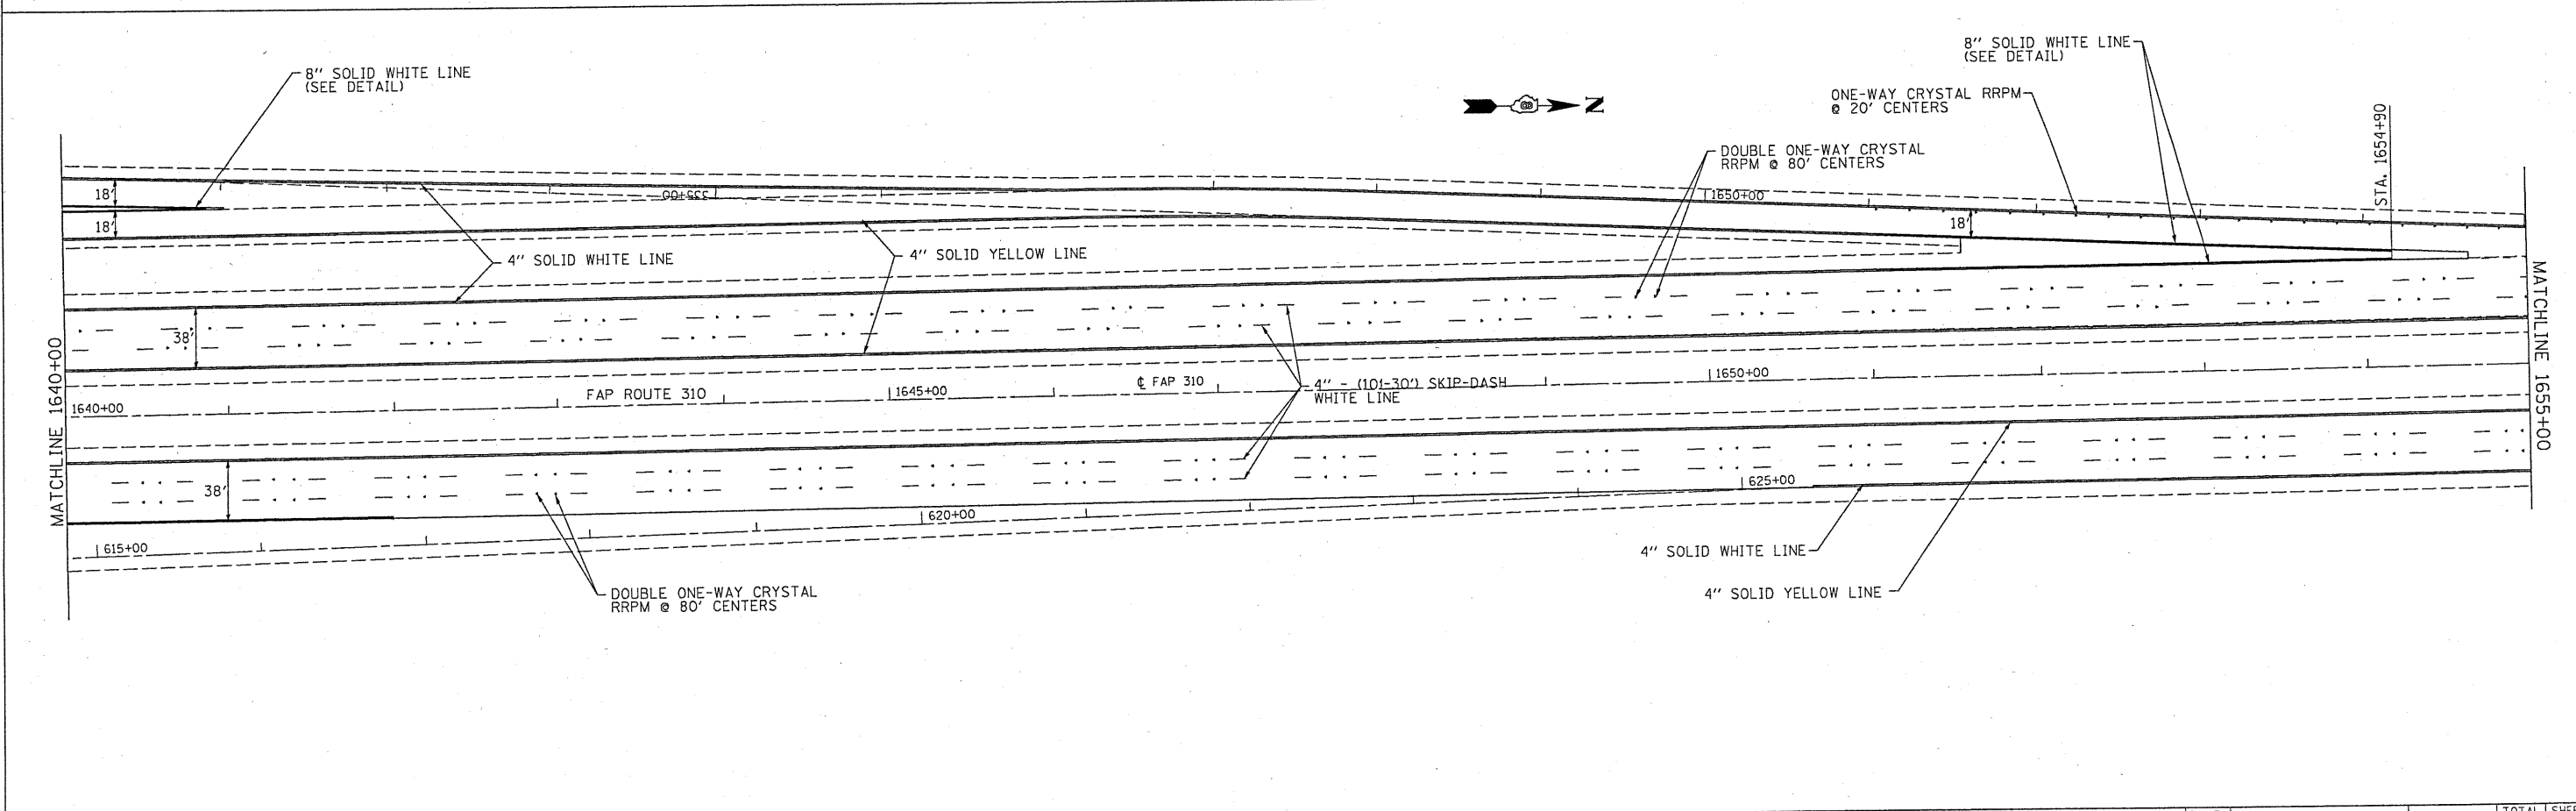 8" SOLID WHITE LINE
(SEE DETAIL)
8" SOLID WHITE LINE
(SEE DETAIL)
ONE-WAY CRYSTAL RRPM
@ 20' CENTERS
N
STA. 1654+90
DOUBLE ONE-WAY CRYSTAL
RRPM @ 80' CENTERS
18'
335+00
1650+00
18'
18'
4" SOLID WHITE LINE
4" SOLID YELLOW LINE
38'
MATCHLINE 1640+00
MATCHLINE 1655+00
1640+00
FAP ROUTE 310
1645+00
℄ FAP 310
4" - (10'-30') SKIP-DASH
WHITE LINE
1650+00
38'
615+00
620+00
625+00
4" SOLID WHITE LINE
4" SOLID YELLOW LINE
DOUBLE ONE-WAY CRYSTAL
RRPM @ 80' CENTERS